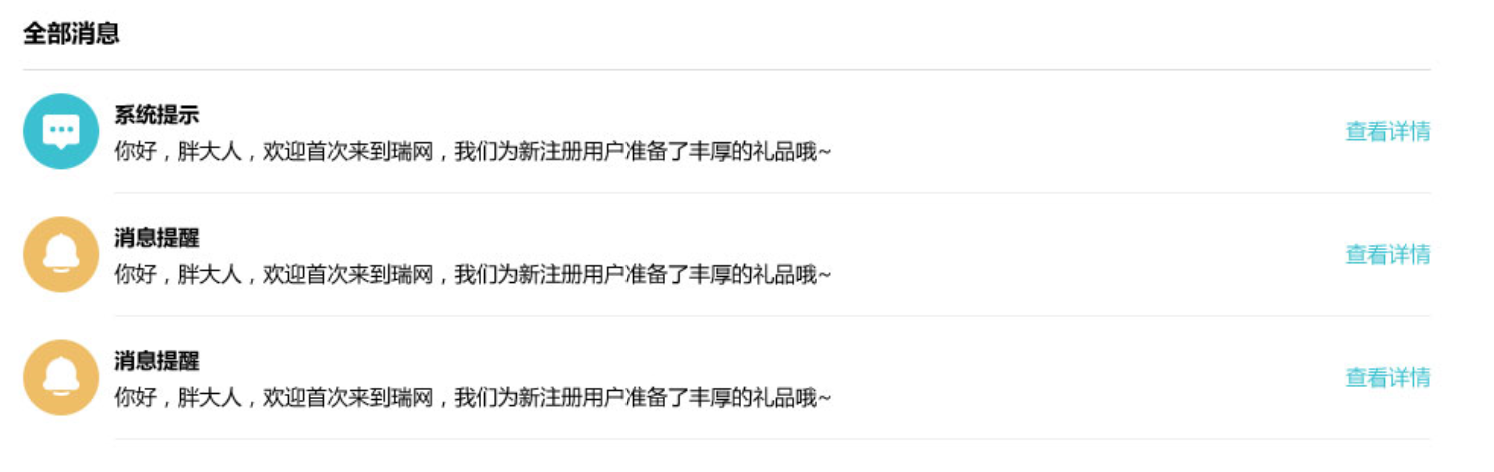 全部消息
系统提示
你好，胖大人，欢迎首次来到瑞网，我们为新注册用户准备了丰厚的礼品哦~
查看详情
消息提醒
你好，胖大人，欢迎首次来到瑞网，我们为新注册用户准备了丰厚的礼品哦~
查看详情
消息提醒
你好，胖大人，欢迎首次来到瑞网，我们为新注册用户准备了丰厚的礼品哦~
查看详情